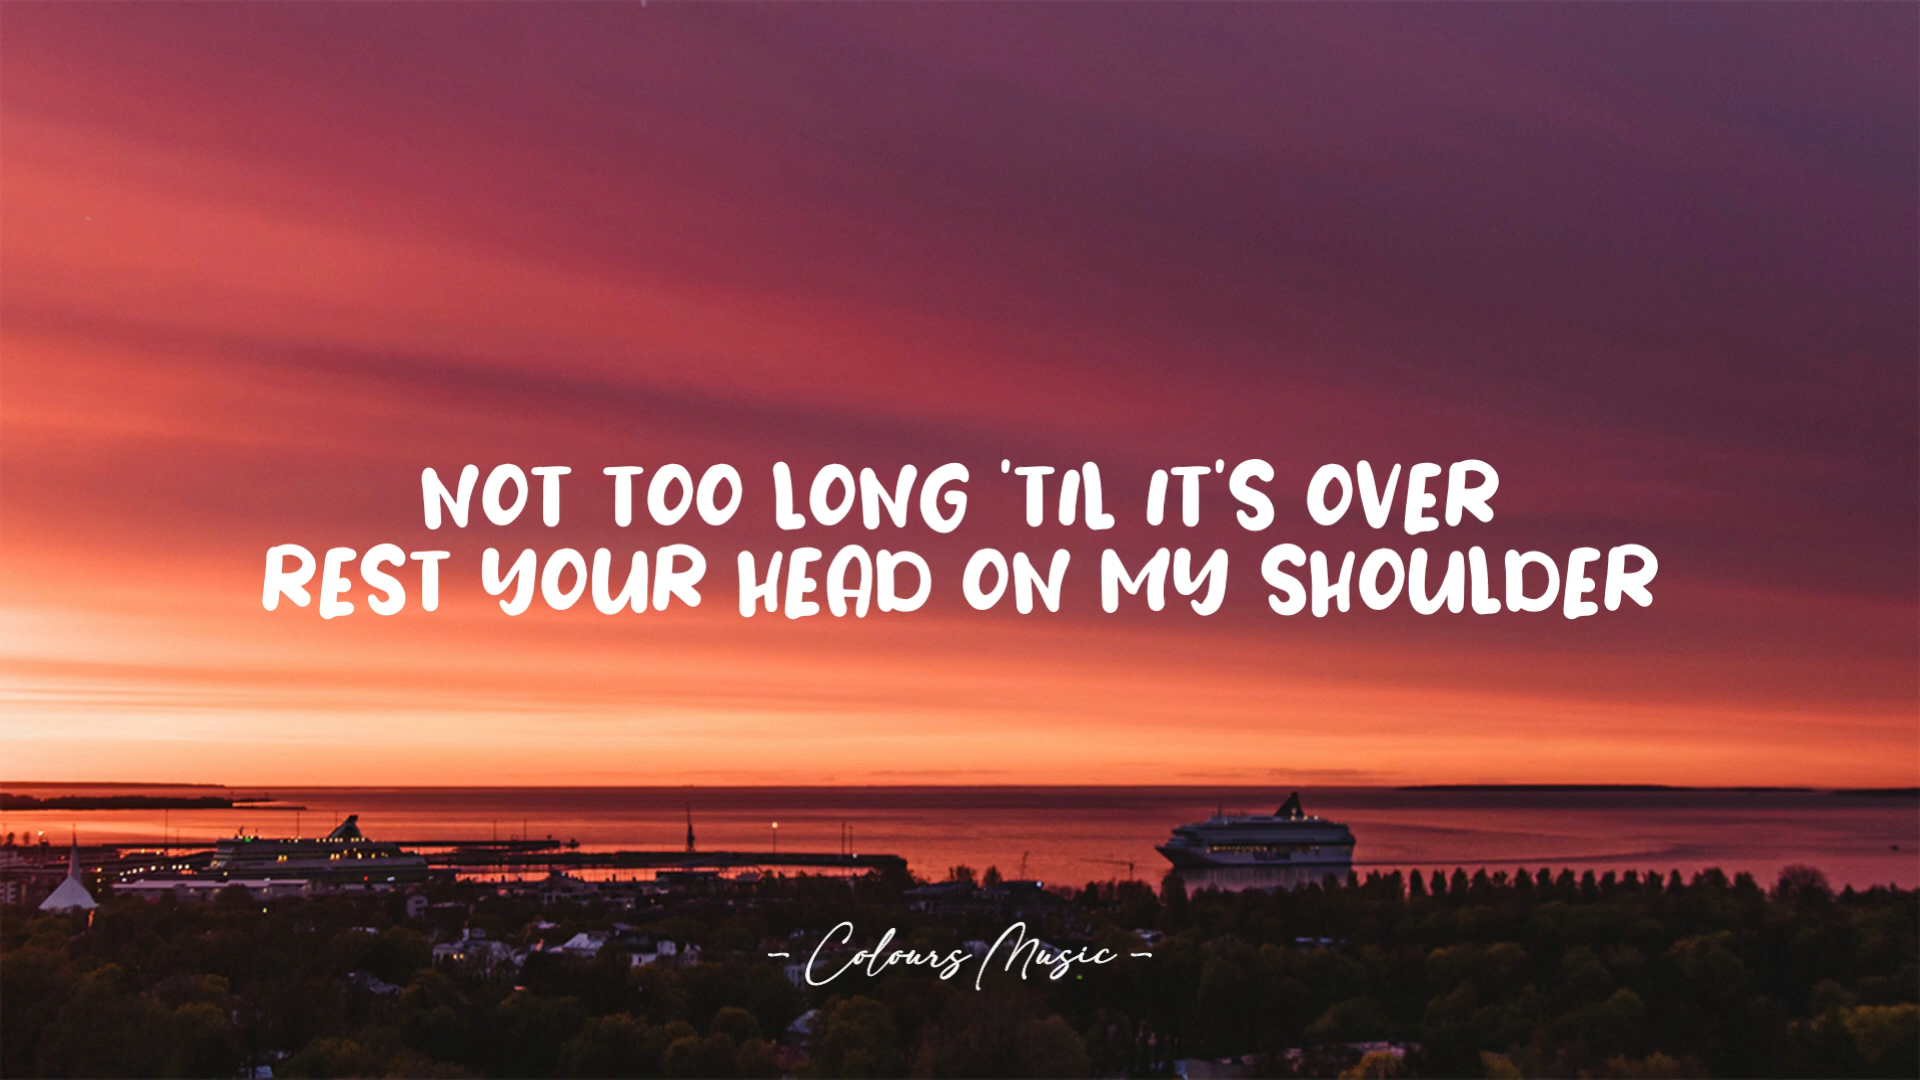 NOT TOO LONG 'TIL IT'S OVER
REST YOUR HEAD ON MY SHOULDER
- Colours Music -